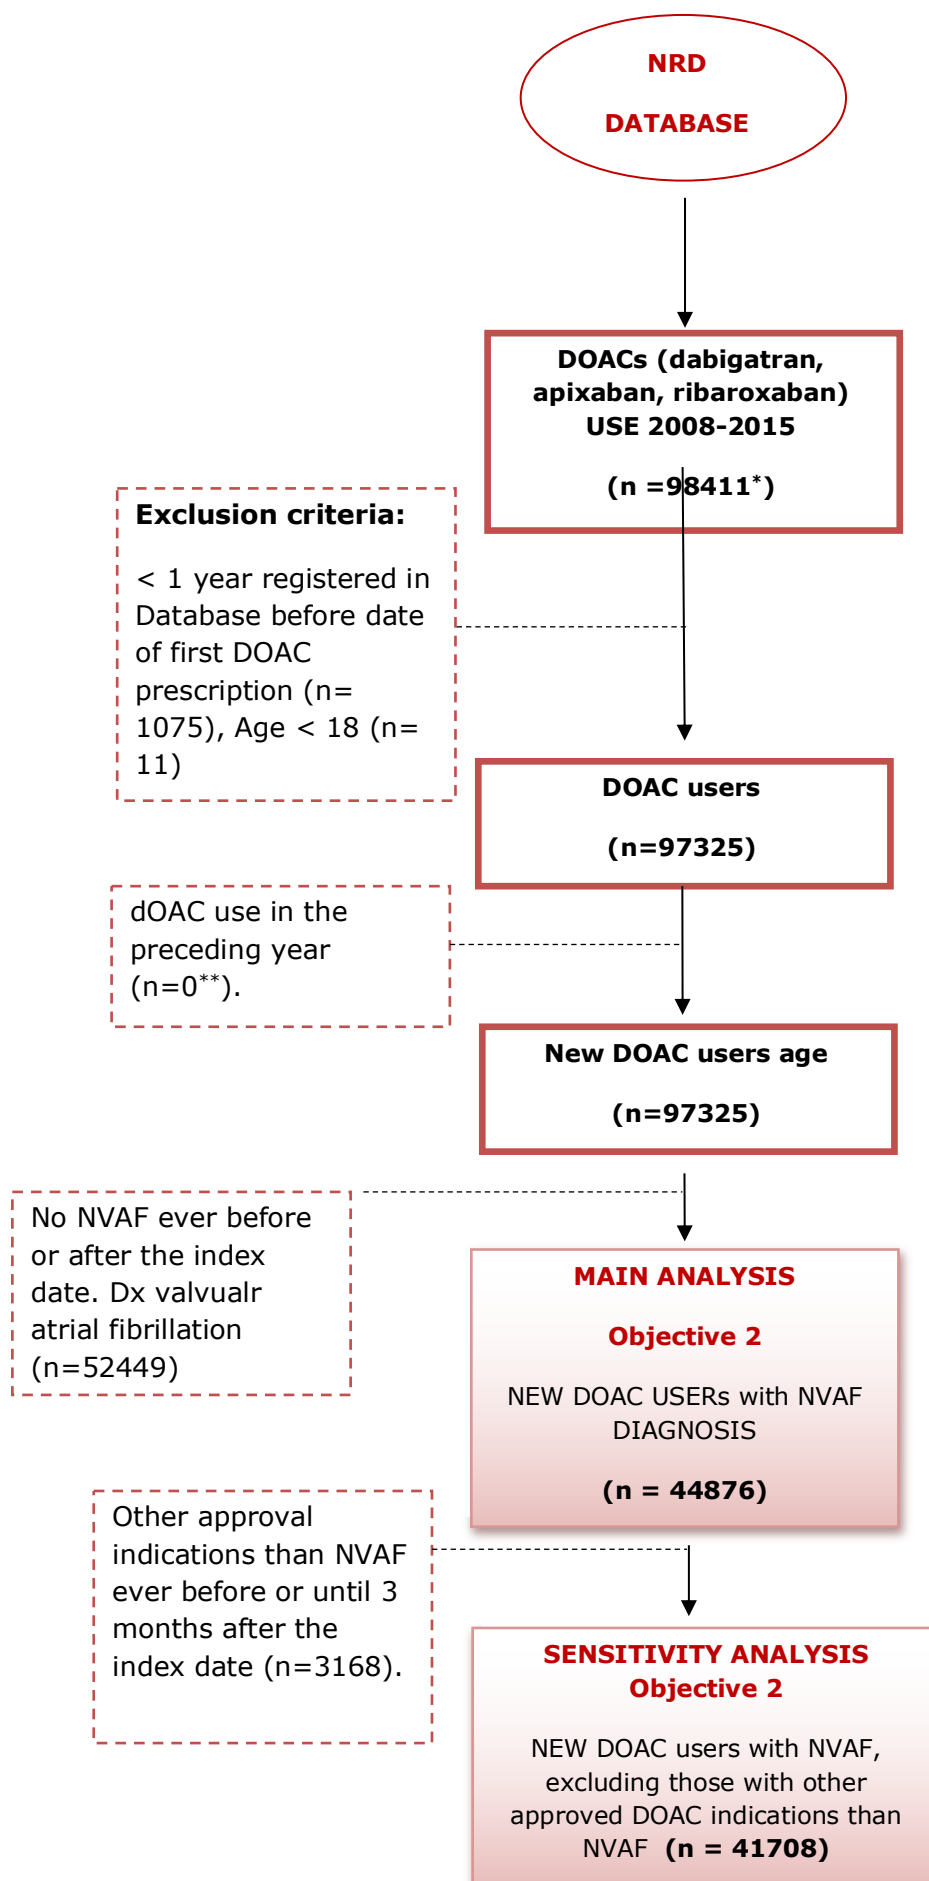 NRD
DATABASE
DOACs (dabigatran,
apixaban, ribaroxaban)
USE 2008-2015
(n =98411*)
Exclusion criteria:
< 1 year registered in
Database before date
of first DOAC
prescription (n=
1075), Age < 18 (n=
11)
DOAC users
(n=97325)
dOAC use in the
preceding year
(n=0**).
New DOAC users age
(n=97325)
No NVAF ever before
or after the index
date. Dx valvualr
atrial fibrillation
(n=52449)
MAIN ANALYSIS
Objective 2
NEW DOAC USERs with NVAF
DIAGNOSIS
(n = 44876)
Other approval
indications than NVAF
ever before or until 3
months after the
index date (n=3168).
SENSITIVITY ANALYSIS
Objective 2
NEW DOAC users with NVAF,
excluding those with other
approved DOAC indications than
NVAF (n = 41708)